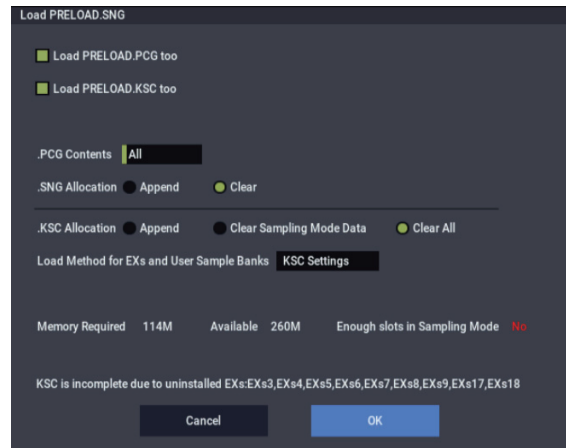 Load PRELOAD.SNG
Load PRELOAD.PCG too
Load PRELOAD.KSC too
.PCG Contents All
.SNG Allocation Append Clear
.KSC Allocation Append Clear Sampling Mode Data Clear All
Load Method for EXs and User Sample Banks KSC Settings
Memory Required 114M Available 260M Enough slots in Sampling Mode No
KSC is incomplete due to uninstalled EXs:EXs3,EXs4,EXs5,EXs6,EXs7,EXs8,EXs9,EXs17,EXs18
Cancel OK